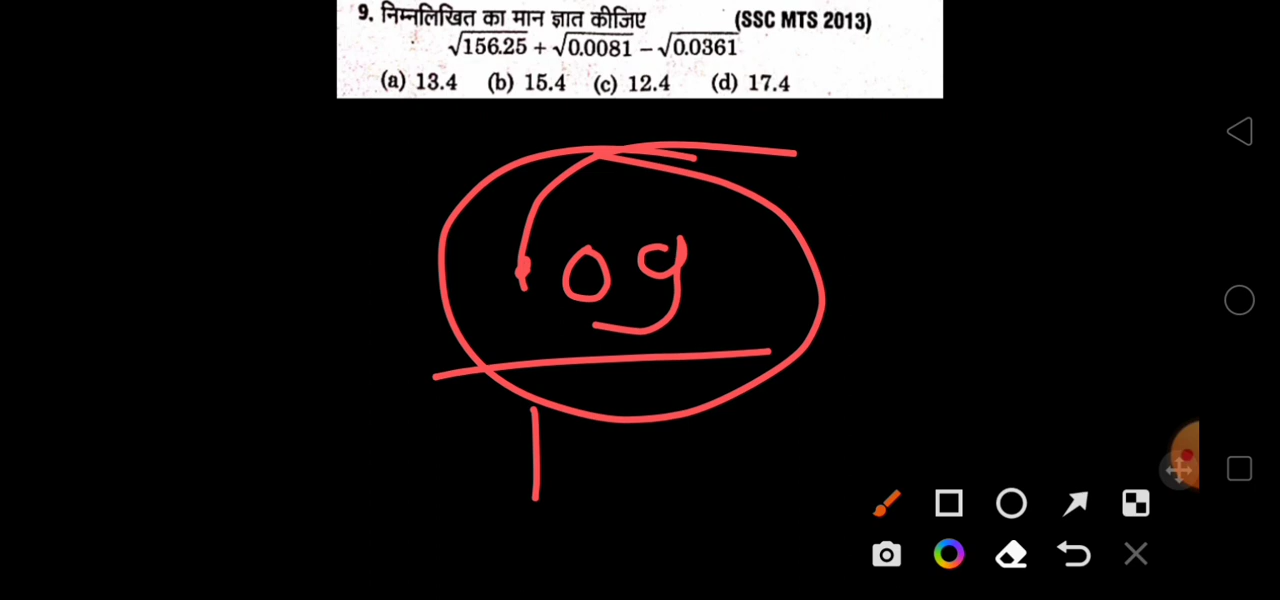 9. निम्नलिखित का मान ज्ञात कीजिए (SSC MTS 2013)
√156.25 + √0.0081 − √0.0361
(a) 13.4 (b) 15.4 (c) 12.4 (d) 17.4
.09
1